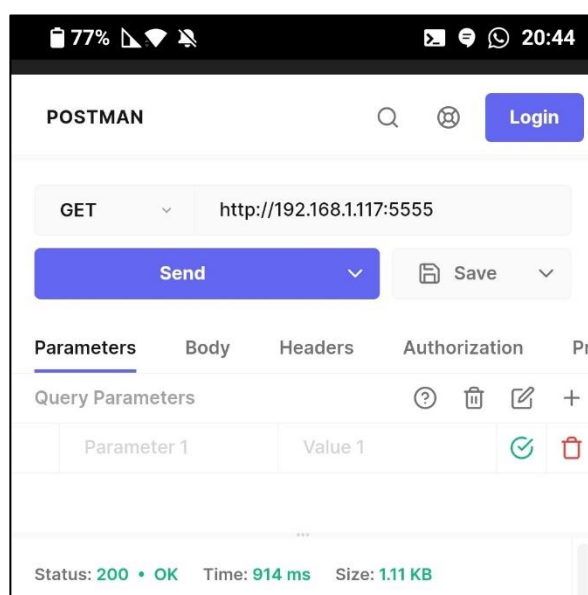 77% 20:44
POSTMAN Login
GET http://192.168.1.117:5555
Send Save
Parameters Body Headers Authorization Pr
Query Parameters
Parameter 1 Value 1
Status: 200 • OK Time: 914 ms Size: 1.11 KB